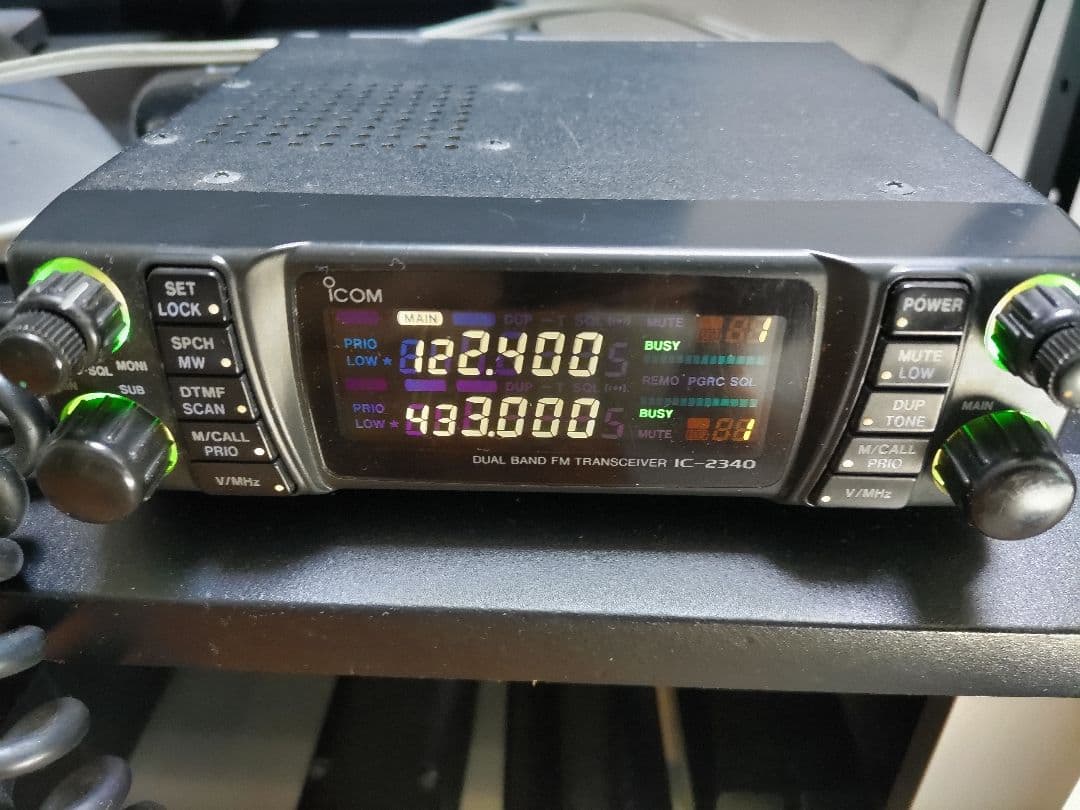 ICOM
SET
LOCK
SPCH
MW
DTMF
SCAN
M/CALL
PRIO
V/MHz
MONI
SUB
MAIN DUP -T SQL MUTE 1
PRIO 122.400 BUSY
LOW *
DUP -T SQL REMO PGRC SQL
PRIO 433.000 BUSY 1
LOW * MUTE
DUAL BAND FM TRANSCEIVER IC-2340
POWER
MUTE
LOW
DUP
TONE
M/CALL
PRIO
V/MHz
MAIN